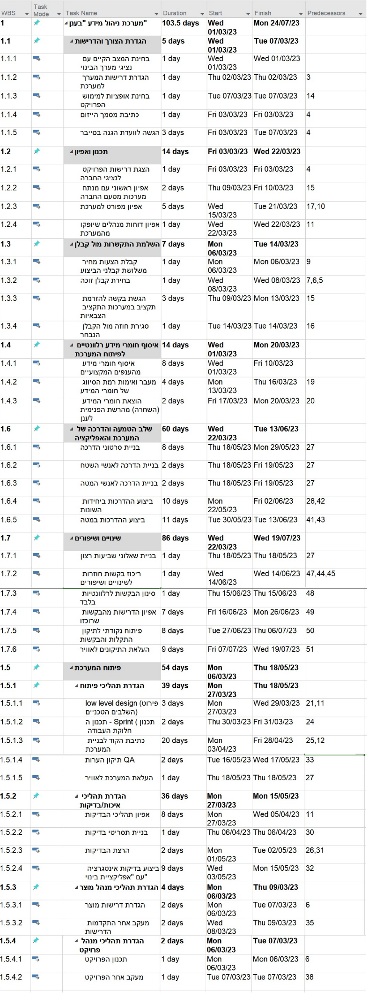 WBS Task Mode Task Name Duration Start Finish Predecessors
1 מערכת ניהול מידע "בענן" 103.5 days Wed 01/03/23 Mon 24/07/23
1.1 הגדרת הצורך והדרישות 5 days Wed 01/03/23 Tue 07/03/23
1.1.1 בחינת המצב הקיים עם נציגי מערך הבינוי 1 day Wed 01/03/23 Wed 01/03/23
1.1.2 הגדרת דרישות המערך למערכת 1 day Thu 02/03/23 Thu 02/03/23 3
1.1.3 בחינת אופציות למימוש הפרויקט 1 day Tue 07/03/23 Tue 07/03/23 14
1.1.4 כתיבת מסמך הייזום 1 day Fri 03/03/23 Fri 03/03/23 4
1.1.5 הגשה לוועדת הגנה בסייבר 3 days Fri 03/03/23 Tue 07/03/23 4
1.2 תכנון ואפיון 14 days Fri 03/03/23 Wed 22/03/23
1.2.1 הצגת דרישות הפרויקט לנציגי החברה 1 day Fri 03/03/23 Fri 03/03/23 4
1.2.2 אפיון ראשוני עם מנתח מערכות מטעם החברה 2 days Thu 09/03/23 Fri 10/03/23 15
1.2.3 אפיון מפורט למערכת 5 days Wed 15/03/23 Tue 21/03/23 17,10
1.2.4 אפיון דוחות מנהלים שיופקו מהמערכת 1 day Wed 22/03/23 Wed 22/03/23 11
1.3 השלמת התקשרות מול קבלן 7 days Mon 06/03/23 Tue 14/03/23
1.3.1 קבלת הצעות מחיר משלושת קבלני הביצוע 1 day Mon 06/03/23 Mon 06/03/23 9
1.3.2 בחירת קבלן זוכה 1 day Wed 08/03/23 Wed 08/03/23 7,6,5
1.3.3 הגשת בקשה להזרמת תקציב במערכות התקציב הצבאיות 3 days Thu 09/03/23 Mon 13/03/23 15
1.3.4 סגירת חוזה מול הקבלן הנבחר 1 day Tue 14/03/23 Tue 14/03/23 16
1.4 איסוף חומרי מידע רלוונטיים לפיתוח המערכת 14 days Wed 01/03/23 Mon 20/03/23
1.4.1 איסוף חומרי מידע מהענפים המקצועיים 8 days Wed 01/03/23 Fri 10/03/23
1.4.2 מעבר ואימות רמת הסיווג של חומרי המידע 4 days Mon 13/03/23 Thu 16/03/23 19
1.4.3 הוצאת חומרי המידע (השחרה) מהרשת הפנימית לענן 2 days Fri 17/03/23 Mon 20/03/23 20
1.6 שלב הטמעה והדרכה של המערכת והאפליקציה 60 days Wed 22/03/23 Tue 13/06/23
1.6.1 בניית סרטוני הדרכה 8 days Thu 18/05/23 Mon 29/05/23 27
1.6.2 בניית הדרכה לאנשי השטח 2 days Thu 18/05/23 Fri 19/05/23 27
1.6.3 בניית הדרכה לאנשי המטה 2 days Thu 18/05/23 Fri 19/05/23 27
1.6.4 ביצוע ההדרכות ביחידות השונות 10 days Mon 22/05/23 Fri 02/06/23 28,42
1.6.5 ביצוע ההדרכות במטה 11 days Tue 30/05/23 Tue 13/06/23 41,43
1.7 שינויים ושיפורים 86 days Wed 22/03/23 Wed 19/07/23
1.7.1 בניית שאלוני שביעות רצון 1 day Thu 18/05/23 Thu 18/05/23 27
1.7.2 ריכוז בקשות חוזרות לשינויים ושיפורים 1 day Wed 14/06/23 Wed 14/06/23 47,44,45
1.7.3 סינון הבקשות לרלוונטיות בלבד 1 day Thu 15/06/23 Thu 15/06/23 48
1.7.4 אפיון הדרישות מהבקשות שרוכזו 7 days Fri 16/06/23 Mon 26/06/23 49
1.7.5 פיתוח נקודתי לתיקון התקלות והבקשות 8 days Tue 27/06/23 Thu 06/07/23 50
1.7.6 העלאת התיקונים לאוויר 9 days Fri 07/07/23 Wed 19/07/23 51
1.5 פיתוח המערכת 54 days Mon 06/03/23 Thu 18/05/23
1.5.1 הגדרת תהליכי פיתוח 39 days Mon 27/03/23 Thu 18/05/23
1.5.1.1 low level design (פירוט השלבים הטכניים) 3 days Mon 27/03/23 Wed 29/03/23 21,11
1.5.1.2 תכנון ה - Sprint ( תכנון חלוקת העבודה 2 days Thu 30/03/23 Fri 31/03/23 24
1.5.1.3 כתיבת הקוד לבניית המערכת 20 days Mon 03/04/23 Fri 28/04/23 25,12
1.5.1.4 תיקון הערות QA 2 days Tue 16/05/23 Wed 17/05/23 33
1.5.1.5 העלאת המערכת לאוויר 1 day Thu 18/05/23 Thu 18/05/23 27
1.5.2 הגדרת תהליכי איכות/בדיקות 36 days Mon 27/03/23 Mon 15/05/23
1.5.2.1 אפיון תהליכי הבדיקות 8 days Mon 27/03/23 Wed 05/04/23 11
1.5.2.2 בניית תסריטי בדיקות 1 day Thu 06/04/23 Thu 06/04/23 30
1.5.2.3 הרצת הבדיקות 2 days Mon 01/05/23 Tue 02/05/23 26,31
1.5.2.4 ביצוע בדיקות אינטגרציה עם "אפליקציית בינוי" 9 days Wed 03/05/23 Mon 15/05/23 32
1.5.3 הגדרת תהליכי מנהל מוצר 4 days Mon 06/03/23 Thu 09/03/23
1.5.3.1 הגדרת דרישות מוצר 2 days Mon 06/03/23 Tue 07/03/23 6
1.5.3.2 מעקב אחר התקדמות הדרישות 2 days Wed 08/03/23 Thu 09/03/23 35
1.5.4 הגדרת תהליכי מנהל פרויקט 2 days Mon 06/03/23 Tue 07/03/23
1.5.4.1 תכנון הפרויקט 1 day Mon 06/03/23 Mon 06/03/23 6
1.5.4.2 מעקב אחר הפרויקט 1 day Tue 07/03/23 Tue 07/03/23 38